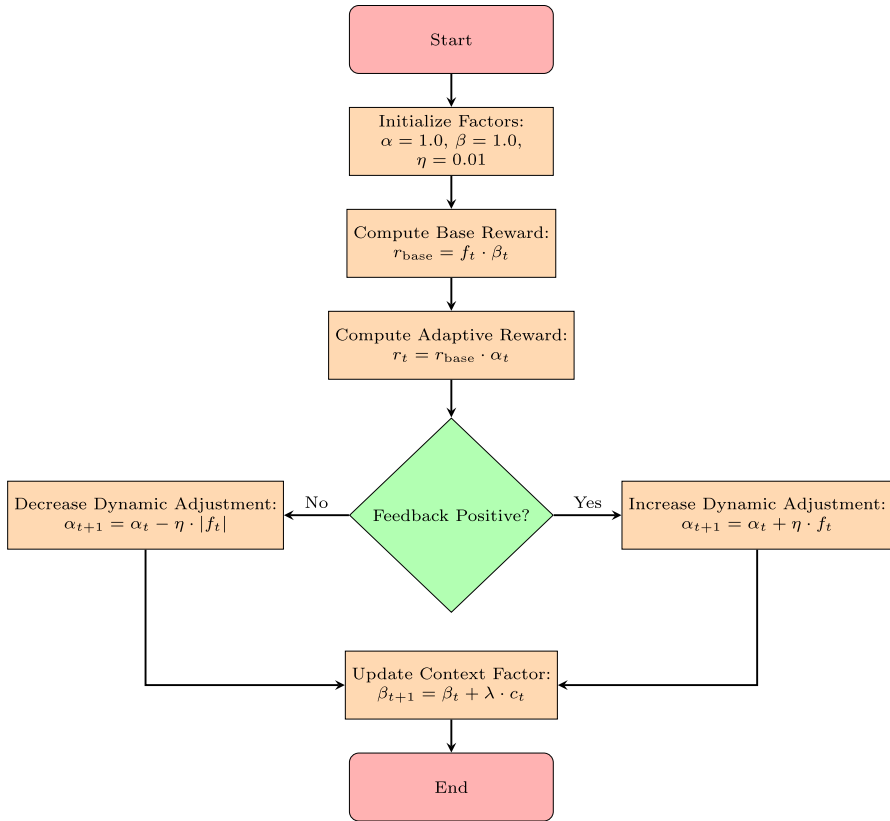 Start
Initialize Factors:
α = 1.0, β = 1.0,
η = 0.01
Compute Base Reward:
r_base = f_t · β_t
Compute Adaptive Reward:
r_t = r_base · α_t
Feedback Positive?
No
Yes
Decrease Dynamic Adjustment:
α_{t+1} = α_t − η · |f_t|
Increase Dynamic Adjustment:
α_{t+1} = α_t + η · f_t
Update Context Factor:
β_{t+1} = β_t + λ · c_t
End